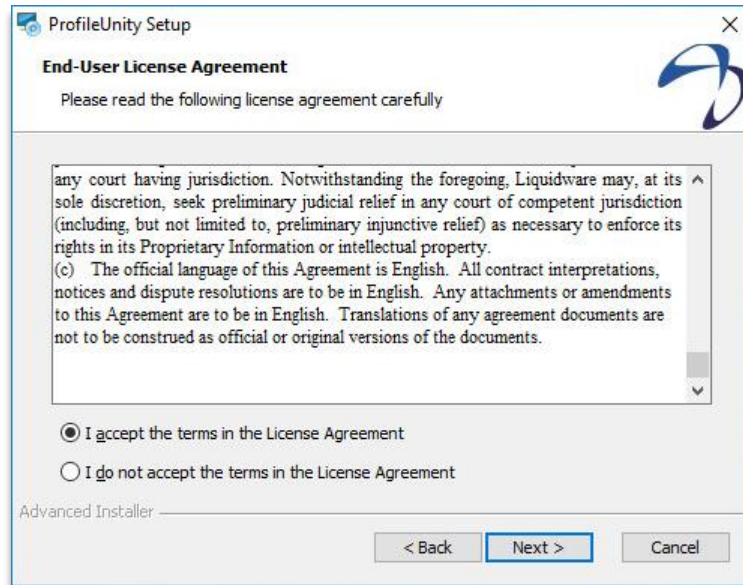 ProfileUnity Setup
End-User License Agreement
Please read the following license agreement carefully
any court having jurisdiction. Notwithstanding the foregoing, Liquidware may, at its
sole discretion, seek preliminary judicial relief in any court of competent jurisdiction
(including, but not limited to, preliminary injunctive relief) as necessary to enforce its
rights in its Proprietary Information or intellectual property.
(c) The official language of this Agreement is English. All contract interpretations,
notices and dispute resolutions are to be in English. Any attachments or amendments
to this Agreement are to be in English. Translations of any agreement documents are
not to be construed as official or original versions of the documents.
I accept the terms in the License Agreement
I do not accept the terms in the License Agreement
Advanced Installer
< Back
Next >
Cancel